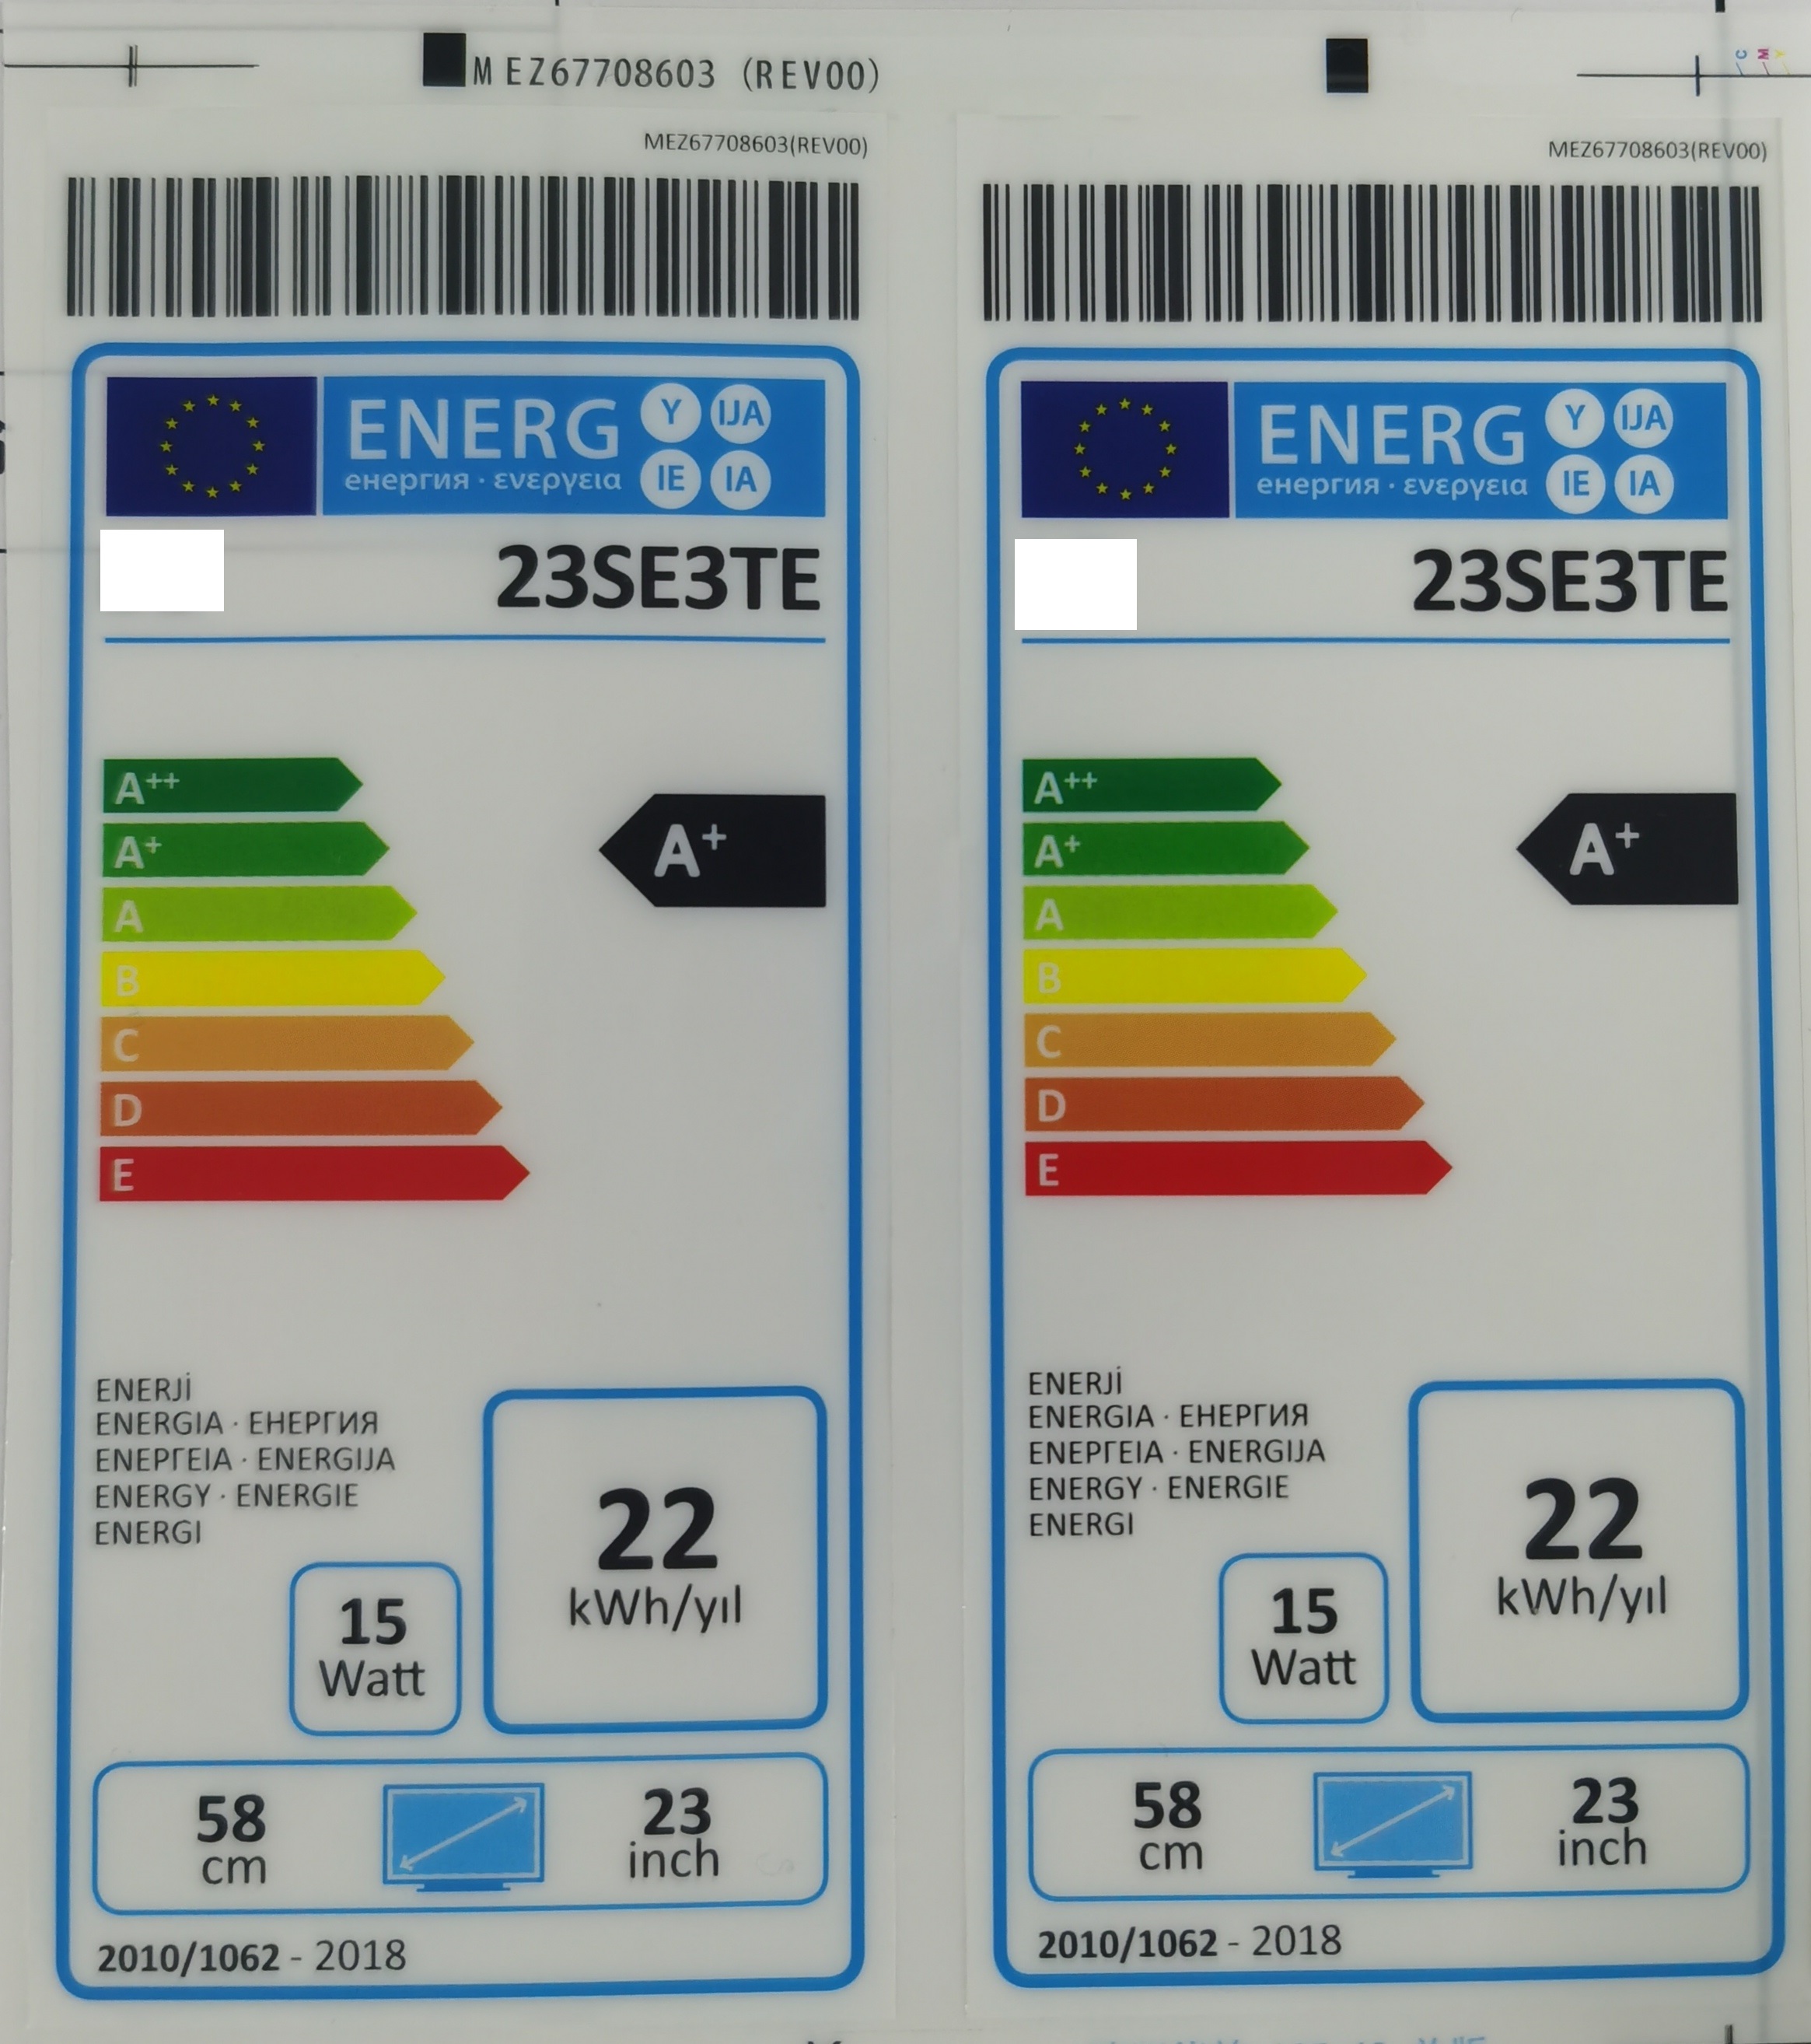 MEZ67708603 (REV00)
C M Y
MEZ67708603(REV00)
ENERG Y IJA
енергия · ενεργεια IE IA
23SE3TE
A++
A+
A+
A
B
C
D
E
ENERJİ
ENERGIA · ЕНЕРГИЯ
ΕΝΕΡΓΕΙΑ · ENERGIJA
ENERGY · ENERGIE
ENERGI
22
kWh/yıl
15
Watt
58
cm
23
inch
2010/1062 - 2018
MEZ67708603(REV00)
ENERG Y IJA
енергия · ενεργεια IE IA
23SE3TE
A++
A+
A+
A
B
C
D
E
ENERJİ
ENERGIA · ЕНЕРГИЯ
ΕΝΕΡΓΕΙΑ · ENERGIJA
ENERGY · ENERGIE
ENERGI
22
kWh/yıl
15
Watt
58
cm
23
inch
2010/1062 - 2018